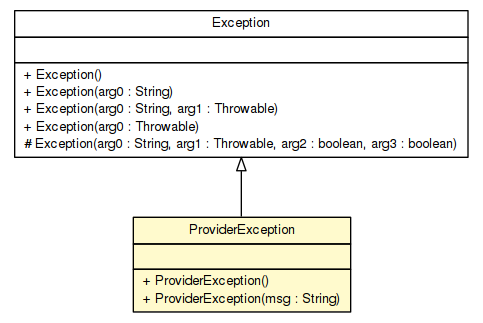 Exception
+ Exception()
+ Exception(arg0 : String)
+ Exception(arg0 : String, arg1 : Throwable)
+ Exception(arg0 : Throwable)
# Exception(arg0 : String, arg1 : Throwable, arg2 : boolean, arg3 : boolean)
ProviderException
+ ProviderException()
+ ProviderException(msg : String)